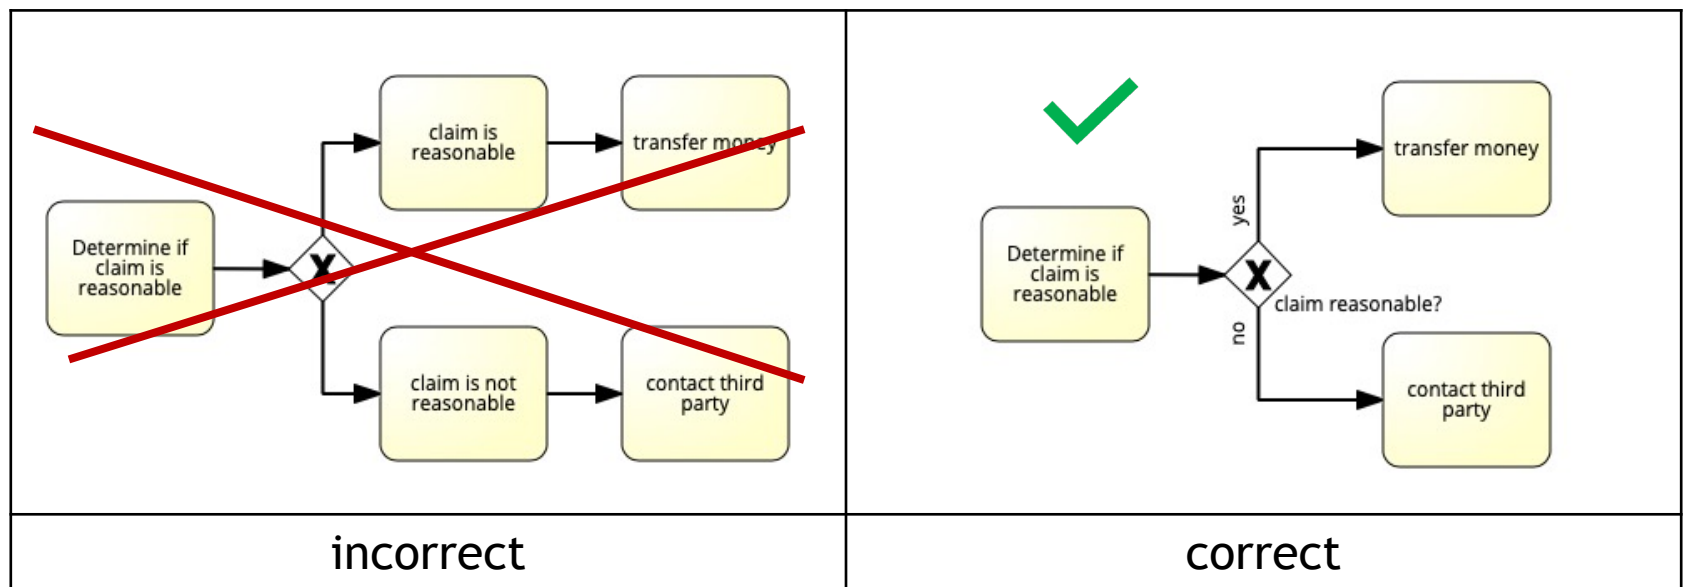 claim is
reasonable
transfer money
Determine if
claim is
reasonable
X
claim is not
reasonable
contact third
party
incorrect
transfer money
yes
Determine if
claim is
reasonable
X
claim reasonable?
no
contact third
party
correct